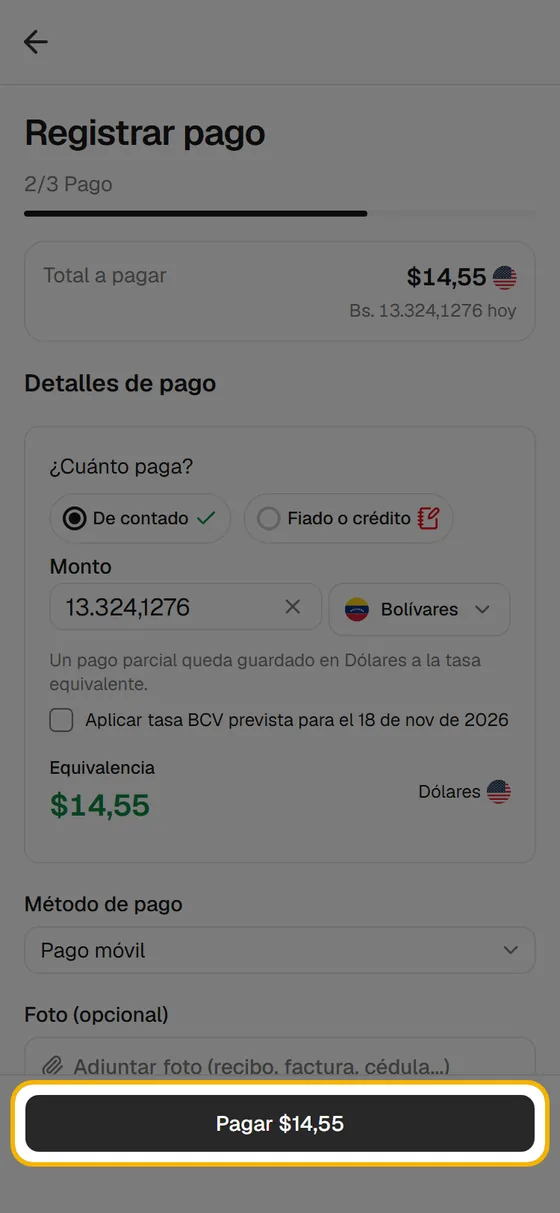 Registrar pago
2/3 Pago
Total a pagar
$14,55
Bs. 13.324,1276 hoy
Detalles de pago
¿Cuánto paga?
De contado
Fiado o crédito
Monto
13.324,1276
Bolívares
Un pago parcial queda guardado en Dólares a la tasa
equivalente.
Aplicar tasa BCV prevista para el 18 de nov de 2026
Equivalencia
$14,55
Dólares
Método de pago
Pago móvil
Foto (opcional)
Adjuntar foto (recibo, factura, cédula...)
Pagar $14,55